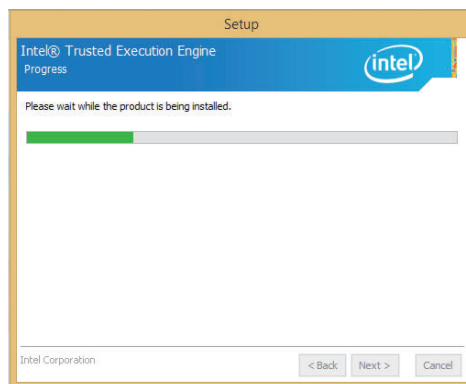 Setup
Intel® Trusted Execution Engine
Progress
intel
Please wait while the product is being installed.
Intel Corporation
< Back Next > Cancel